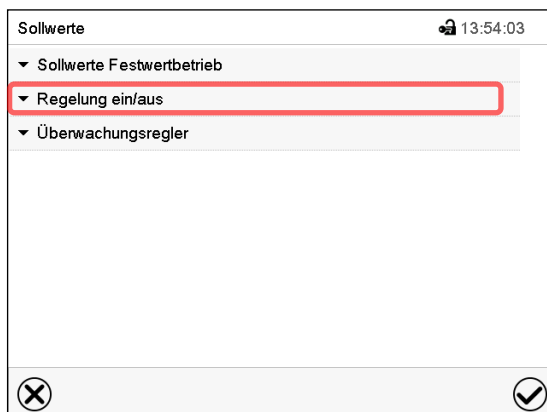 Sollwerte 13:54:03
Sollwerte Festwertbetrieb
Regelung ein/aus
Überwachungsregler